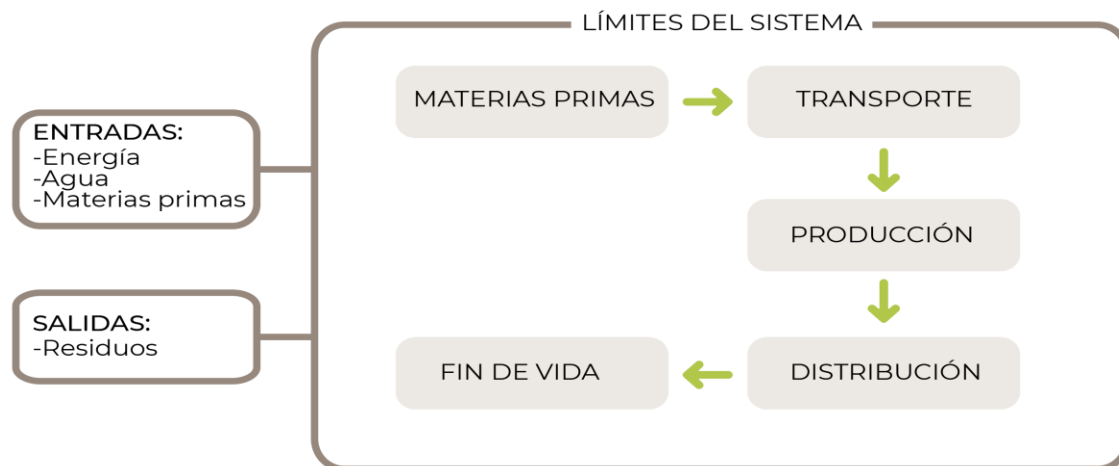 LÍMITES DEL SISTEMA
MATERIAS PRIMAS
TRANSPORTE
ENTRADAS:
-Energía
-Agua
-Materias primas
PRODUCCIÓN
SALIDAS:
-Residuos
FIN DE VIDA
DISTRIBUCIÓN